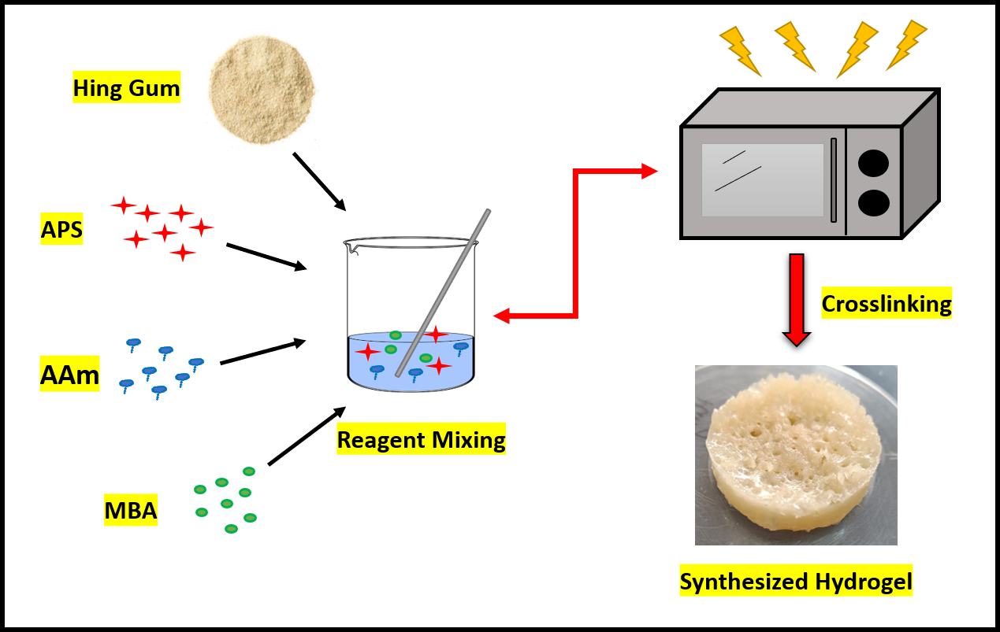 Hing Gum
APS
AAm
MBA
Reagent Mixing
Crosslinking
Synthesized Hydrogel